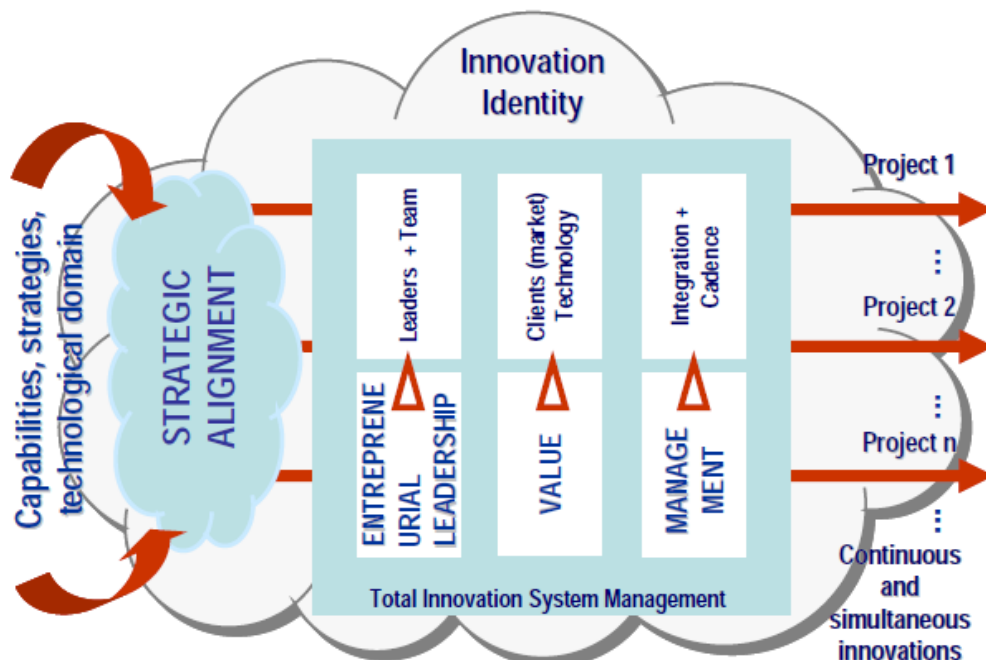 Innovation
Identity
Capabilities, strategies,
technological domain
STRATEGIC
ALIGNMENT
Leaders + Team
Clients (market)
Technology
Integration +
Cadence
ENTREPRENE
URIAL
LEADERSHIP
VALUE
MANAGE
MENT
Total Innovation System Management
Project 1
...
Project 2
...
Project n
...
Continuous
and
simultaneous
innovations